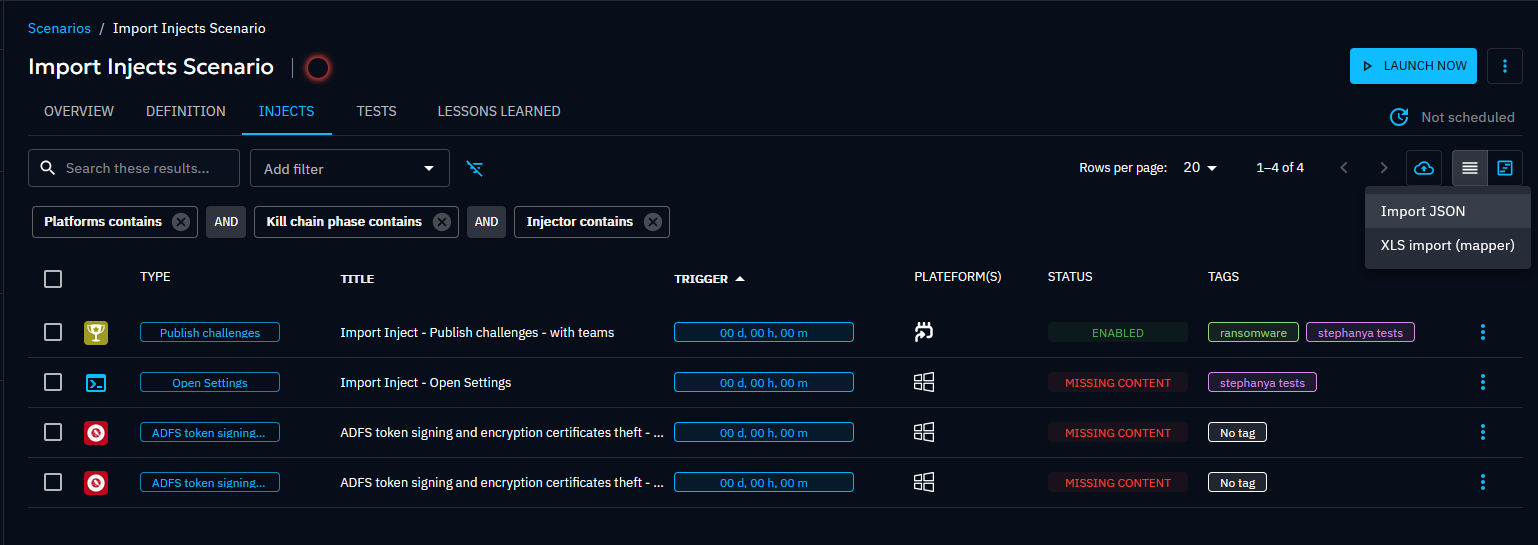 Scenarios / Import Injects Scenario
Import Injects Scenario
LAUNCH NOW
OVERVIEW DEFINITION INJECTS TESTS LESSONS LEARNED
Not scheduled
Search these results... Add filter Rows per page: 20 1–4 of 4
Import JSON
XLS import (mapper)
Platforms contains AND Kill chain phase contains AND Injector contains
TYPE TITLE TRIGGER PLATEFORM(S) STATUS TAGS
Publish challenges Import Inject - Publish challenges - with teams 00 d, 00 h, 00 m ENABLED ransomware stephanya tests
Open Settings Import Inject - Open Settings 00 d, 00 h, 00 m MISSING CONTENT stephanya tests
ADFS token signing... ADFS token signing and encryption certificates theft - ... 00 d, 00 h, 00 m MISSING CONTENT No tag
ADFS token signing... ADFS token signing and encryption certificates theft - ... 00 d, 00 h, 00 m MISSING CONTENT No tag